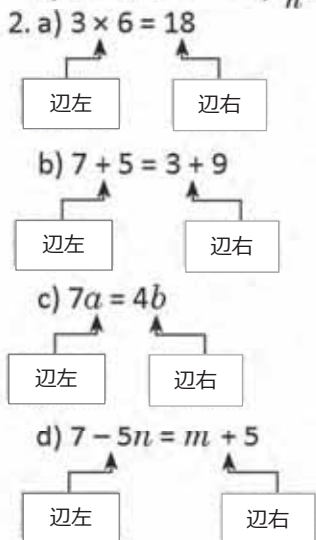 n
2. a) 3 × 6 = 18
辺左 辺右
b) 7 + 5 = 3 + 9
辺左 辺右
c) 7a = 4b
辺左 辺右
d) 7 – 5n = m + 5
辺左 辺右